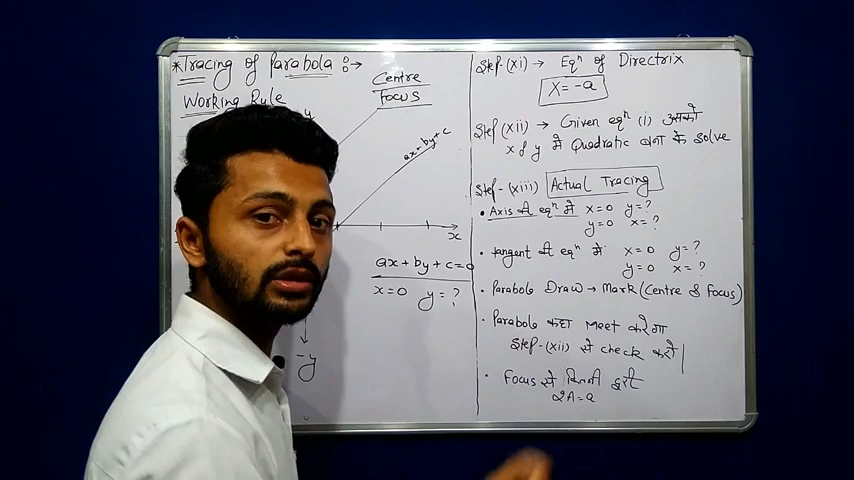 *Tracing of Parabola :→
Working Rule
Centre
Focus
y
ax+by+c
x
ax+by+c=0
x=0 y=?
-y
Step(xi) → Eqⁿ of Directrix
X=-a
Step(xii) → Given eqⁿ (i) उसको
x & y में Quadratic बना के solve
Step-(xiii) Actual Tracing
• Axis की eqⁿ में x=0 y=?
y=0 x=?
• tangent की eqⁿ में x=0 y=?
y=0 x=?
• Parabola Draw → Mark (Centre & Focus)
• Parabola कहा Meet करेगा
Step-(xii) से check करो |
• Focus से कितनी दूरी
2A=a